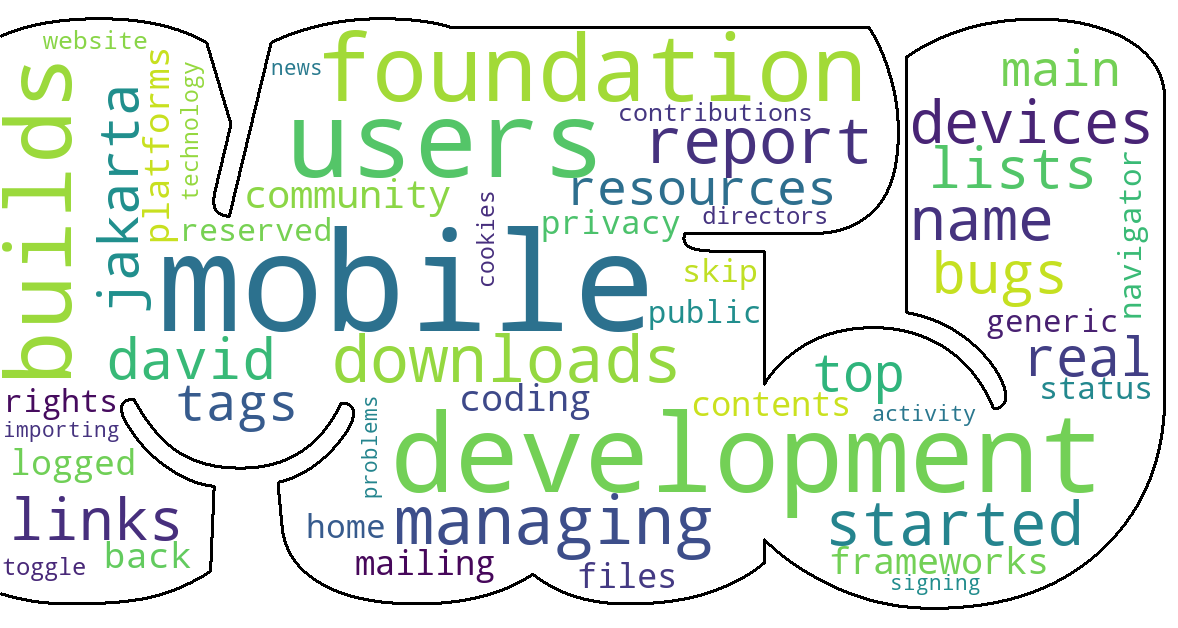 website
news
foundation
main
builds
jakarta
platforms
technology
contributions
users
report
devices
lists
community
resources
navigator
cookies
privacy
directors
name
reserved
mobile
skip
bugs
public
generic
david
downloads
real
top
status
rights
tags
coding
contents
activity
importing
problems
development
logged
links
home
managing
started
back
mailing
files
frameworks
toggle
signing